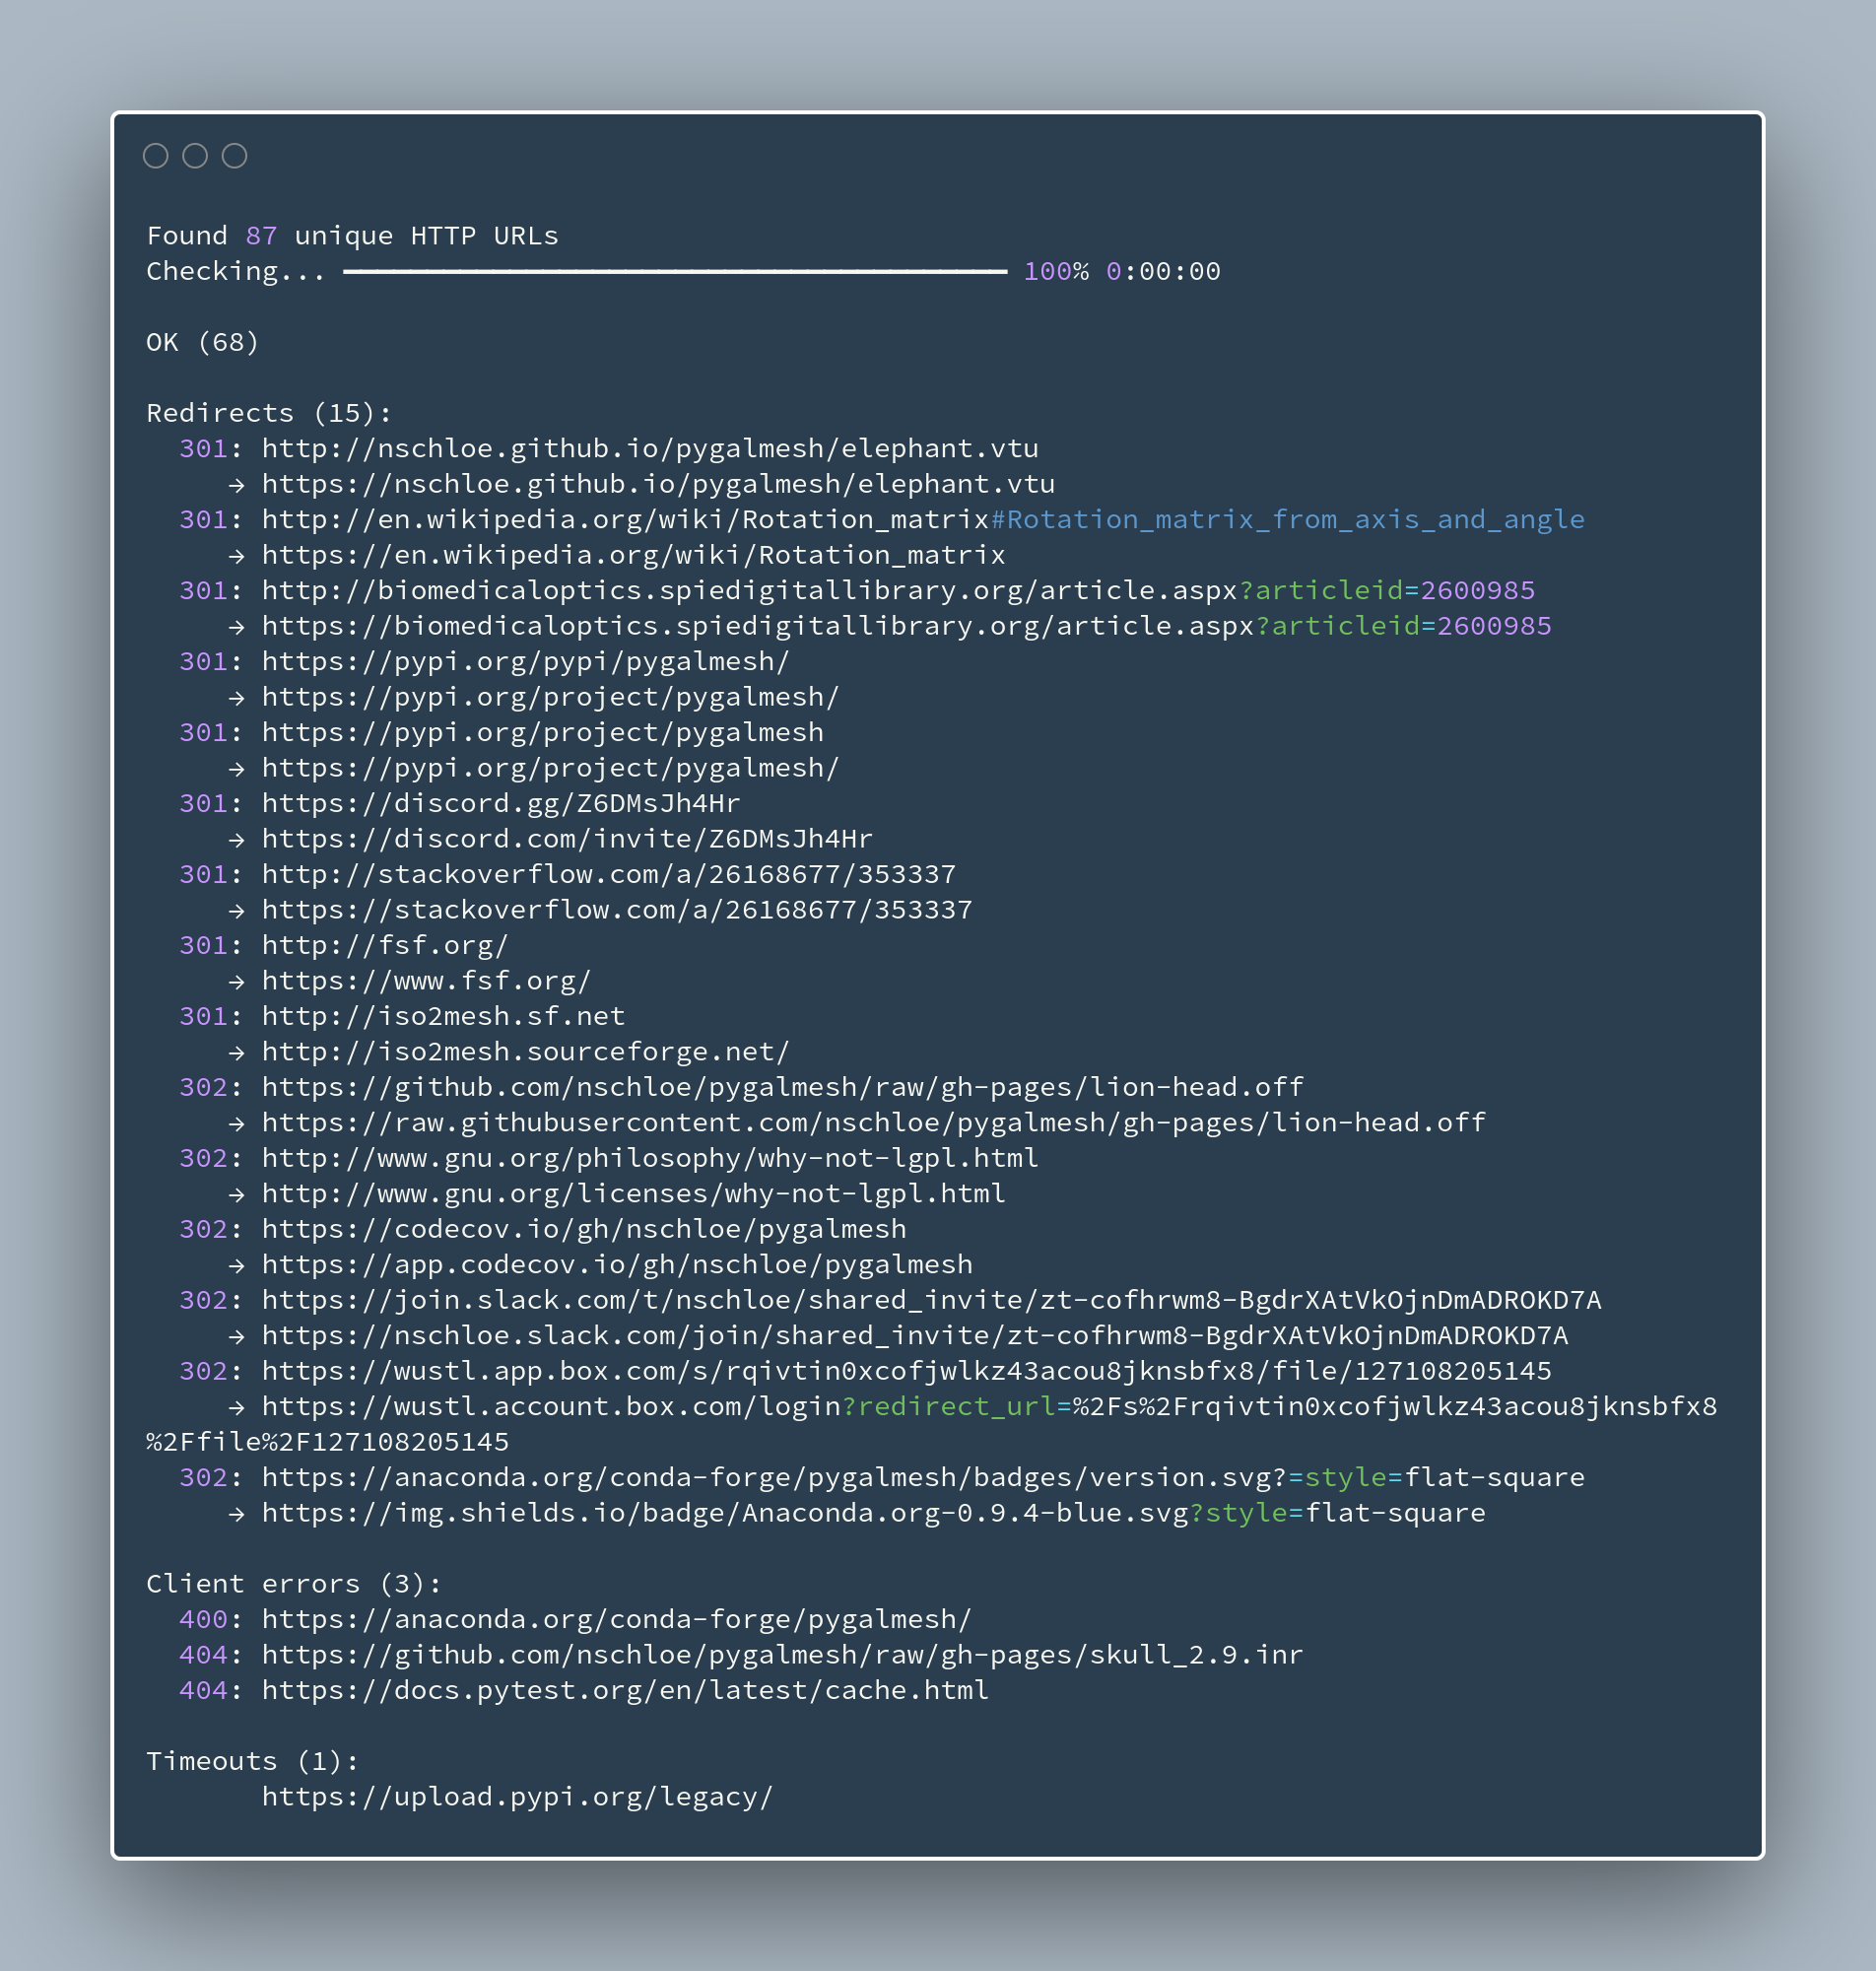 Found 87 unique HTTP URLs
Checking... ━━━━━━━━━━━━━━━━━━━━━━━━━━━━━━━━━━━━━━━━ 100% 0:00:00
OK (68)
Redirects (15):
301: http://nschloe.github.io/pygalmesh/elephant.vtu
→ https://nschloe.github.io/pygalmesh/elephant.vtu
301: http://en.wikipedia.org/wiki/Rotation_matrix#Rotation_matrix_from_axis_and_angle
→ https://en.wikipedia.org/wiki/Rotation_matrix
301: http://biomedicaloptics.spiedigitallibrary.org/article.aspx?articleid=2600985
→ https://biomedicaloptics.spiedigitallibrary.org/article.aspx?articleid=2600985
301: https://pypi.org/pypi/pygalmesh/
→ https://pypi.org/project/pygalmesh/
301: https://pypi.org/project/pygalmesh
→ https://pypi.org/project/pygalmesh/
301: https://discord.gg/Z6DMsJh4Hr
→ https://discord.com/invite/Z6DMsJh4Hr
301: http://stackoverflow.com/a/26168677/353337
→ https://stackoverflow.com/a/26168677/353337
301: http://fsf.org/
→ https://www.fsf.org/
301: http://iso2mesh.sf.net
→ http://iso2mesh.sourceforge.net/
302: https://github.com/nschloe/pygalmesh/raw/gh-pages/lion-head.off
→ https://raw.githubusercontent.com/nschloe/pygalmesh/gh-pages/lion-head.off
302: http://www.gnu.org/philosophy/why-not-lgpl.html
→ http://www.gnu.org/licenses/why-not-lgpl.html
302: https://codecov.io/gh/nschloe/pygalmesh
→ https://app.codecov.io/gh/nschloe/pygalmesh
302: https://join.slack.com/t/nschloe/shared_invite/zt-cofhrwm8-BgdrXAtVkOjnDmADROKD7A
→ https://nschloe.slack.com/join/shared_invite/zt-cofhrwm8-BgdrXAtVkOjnDmADROKD7A
302: https://wustl.app.box.com/s/rqivtin0xcofjwlkz43acou8jknsbfx8/file/127108205145
→ https://wustl.account.box.com/login?redirect_url=%2Fs%2Frqivtin0xcofjwlkz43acou8jknsbfx8
%2Ffile%2F127108205145
302: https://anaconda.org/conda-forge/pygalmesh/badges/version.svg?=style=flat-square
→ https://img.shields.io/badge/Anaconda.org-0.9.4-blue.svg?style=flat-square
Client errors (3):
400: https://anaconda.org/conda-forge/pygalmesh/
404: https://github.com/nschloe/pygalmesh/raw/gh-pages/skull_2.9.inr
404: https://docs.pytest.org/en/latest/cache.html
Timeouts (1):
https://upload.pypi.org/legacy/